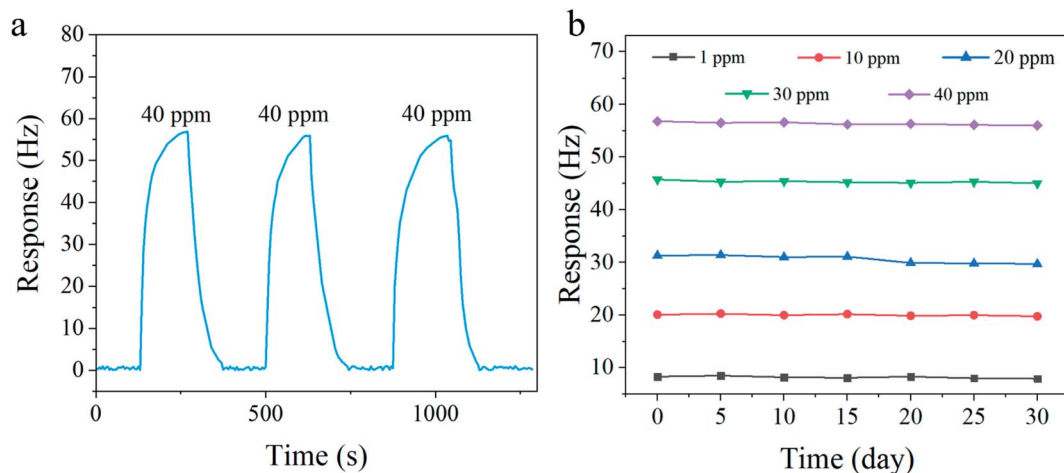 a
80
70
60
50
40
30
20
10
0
Response (Hz)
40 ppm 40 ppm 40 ppm
0 500 1000
Time (s)
b
70
60
50
40
30
20
10
Response (Hz)
1 ppm 10 ppm 20 ppm
30 ppm 40 ppm
0 5 10 15 20 25 30
Time (day)